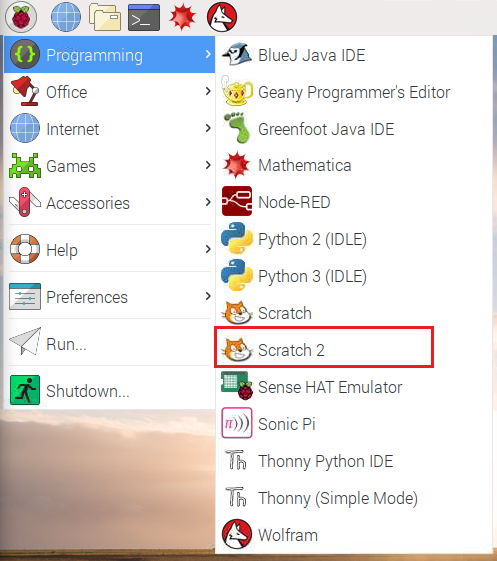 Programming
Office
Internet
Games
Accessories
Help
Preferences
Run...
Shutdown...
BlueJ Java IDE
Geany Programmer's Editor
Greenfoot Java IDE
Mathematica
Node-RED
Python 2 (IDLE)
Python 3 (IDLE)
Scratch
Scratch 2
Sense HAT Emulator
Sonic Pi
Thonny Python IDE
Thonny (Simple Mode)
Wolfram